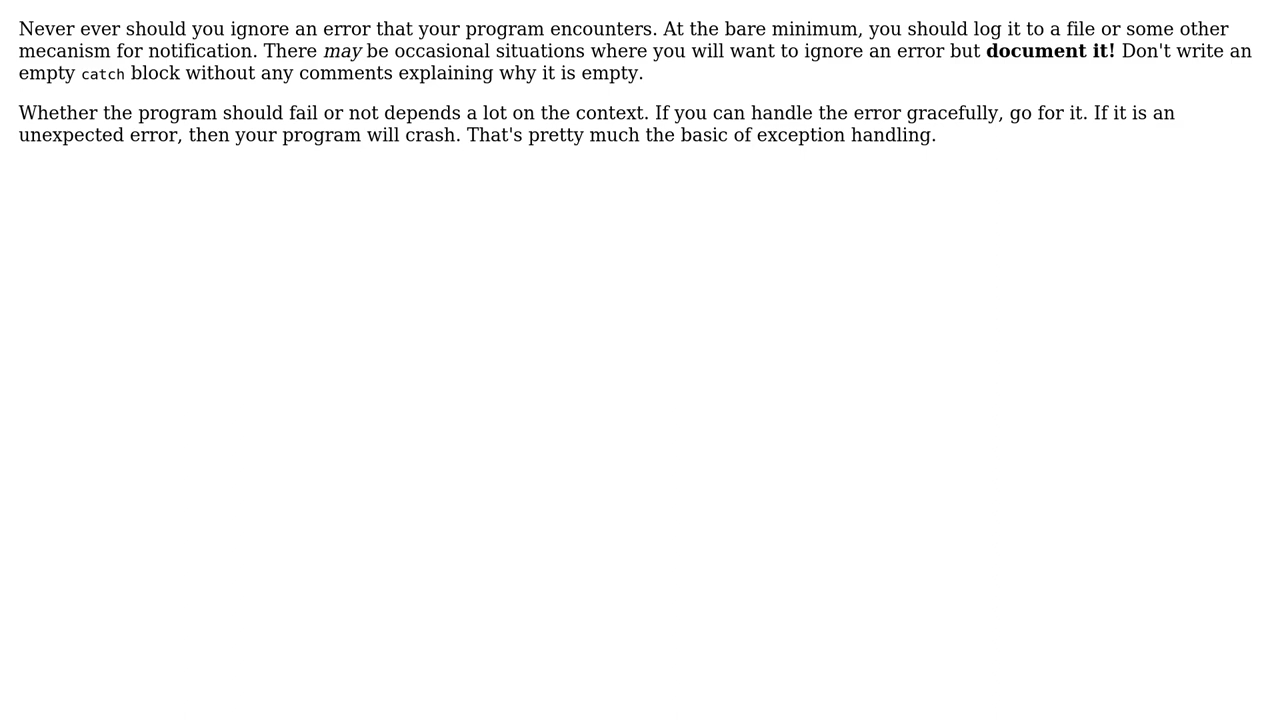 Never ever should you ignore an error that your program encounters. At the bare minimum, you should log it to a file or some other
mecanism for notification. There may be occasional situations where you will want to ignore an error but document it! Don't write an
empty catch block without any comments explaining why it is empty.
Whether the program should fail or not depends a lot on the context. If you can handle the error gracefully, go for it. If it is an
unexpected error, then your program will crash. That's pretty much the basic of exception handling.